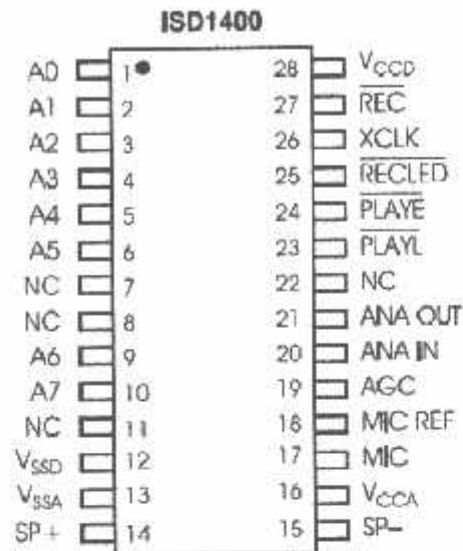 ISD1400
A0 1 28 VCCD
A1 2 27 REC
A2 3 26 XCLK
A3 4 25 RECLED
A4 5 24 PLAYE
A5 6 23 PLAYL
NC 7 22 NC
NC 8 21 ANA OUT
A6 9 20 ANA IN
A7 10 19 AGC
NC 11 18 MIC REF
VSSD 12 17 MIC
VSSA 13 16 VCCA
SP+ 14 15 SP–